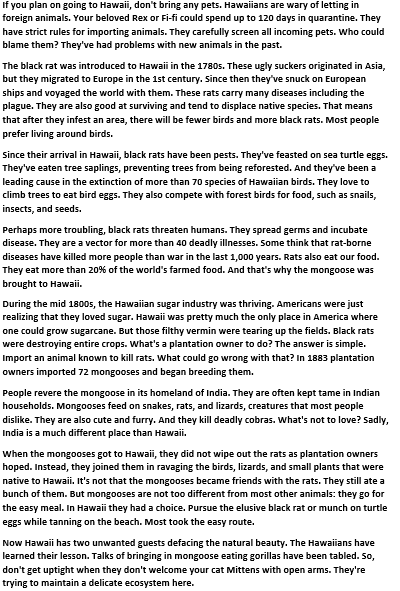 If you plan on going to Hawaii, don't bring any pets. Hawaiians are wary of letting in
foreign animals. Your beloved Rex or Fi-fi could spend up to 120 days in quarantine. They
have strict rules for importing animals. They carefully screen all incoming pets. Who could
blame them? They've had problems with new animals in the past.
The black rat was introduced to Hawaii in the 1780s. These ugly suckers originated in Asia,
but they migrated to Europe in the 1st century. Since then they've snuck on European
ships and voyaged the world with them. These rats carry many diseases including the
plague. They are also good at surviving and tend to displace native species. That means
that after they infest an area, there will be fewer birds and more black rats. Most people
prefer living around birds.
Since their arrival in Hawaii, black rats have been pests. They've feasted on sea turtle eggs.
They've eaten tree saplings, preventing trees from being reforested. And they've been a
leading cause in the extinction of more than 70 species of Hawaiian birds. They love to
climb trees to eat bird eggs. They also compete with forest birds for food, such as snails,
insects, and seeds.
Perhaps more troubling, black rats threaten humans. They spread germs and incubate
disease. They are a vector for more than 40 deadly illnesses. Some think that rat-borne
diseases have killed more people than war in the last 1,000 years. Rats also eat our food.
They eat more than 20% of the world's farmed food. And that's why the mongoose was
brought to Hawaii.
During the mid 1800s, the Hawaiian sugar industry was thriving. Americans were just
realizing that they loved sugar. Hawaii was pretty much the only place in America where
one could grow sugarcane. But those filthy vermin were tearing up the fields. Black rats
were destroying entire crops. What's a plantation owner to do? The answer is simple.
Import an animal known to kill rats. What could go wrong with that? In 1883 plantation
owners imported 72 mongooses and began breeding them.
People revere the mongoose in its homeland of India. They are often kept tame in Indian
households. Mongooses feed on snakes, rats, and lizards, creatures that most people
dislike. They are also cute and furry. And they kill deadly cobras. What's not to love? Sadly,
India is a much different place than Hawaii.
When the mongooses got to Hawaii, they did not wipe out the rats as plantation owners
hoped. Instead, they joined them in ravaging the birds, lizards, and small plants that were
native to Hawaii. It's not that the mongooses became friends with the rats. They still ate a
bunch of them. But mongooses are not too different from most other animals: they go for
the easy meal. In Hawaii they had a choice. Pursue the elusive black rat or munch on turtle
eggs while tanning on the beach. Most took the easy route.
Now Hawaii has two unwanted guests defacing the natural beauty. The Hawaiians have
learned their lesson. Talks of bringing in mongoose eating gorillas have been tabled. So,
don't get uptight when they don't welcome your cat Mittens with open arms. They're
trying to maintain a delicate ecosystem here.